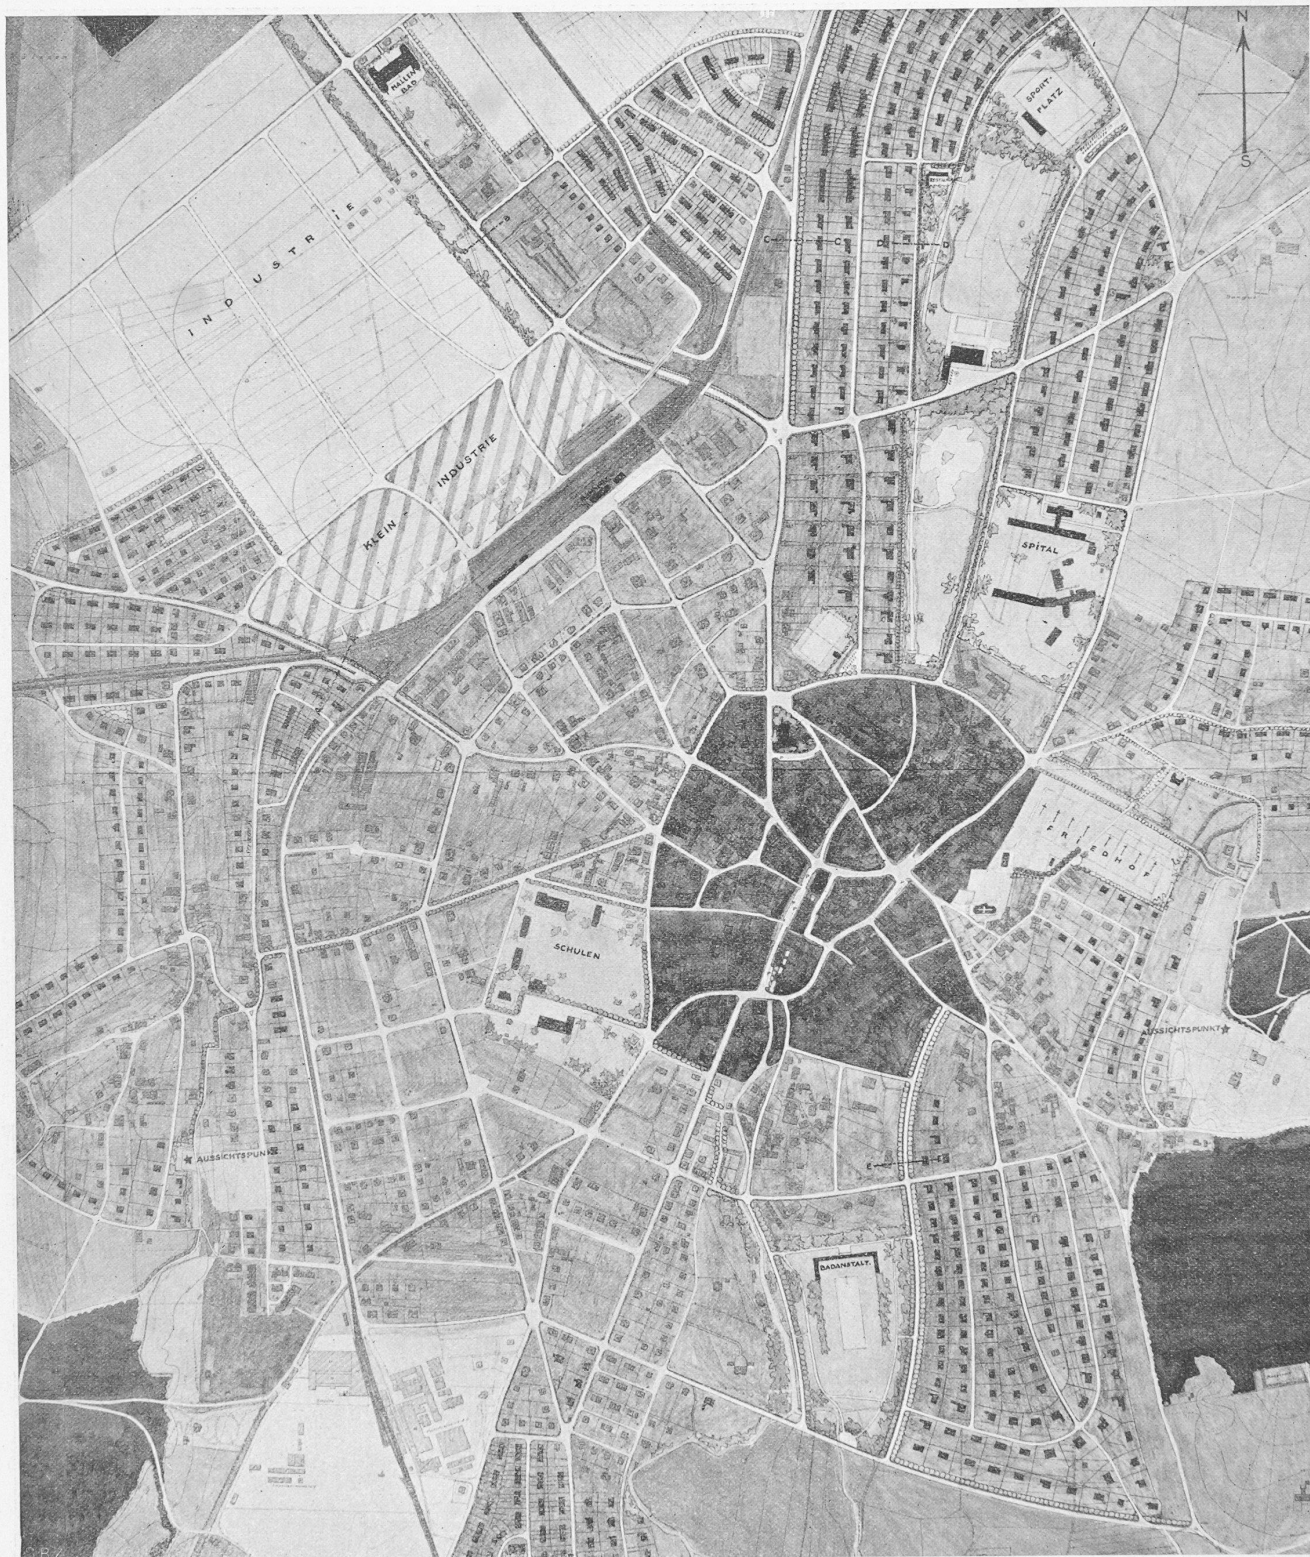 N
S
HALLEN
BAD
SPORT-
PLATZ
INDUSTRIE
C C D D
KLEIN - INDUSTRIE
SPITAL
FRIEDHOF
SCHULEN
AUSSICHTSPUNKT
AUSSICHTSPUNKT
E E
BADANSTALT.